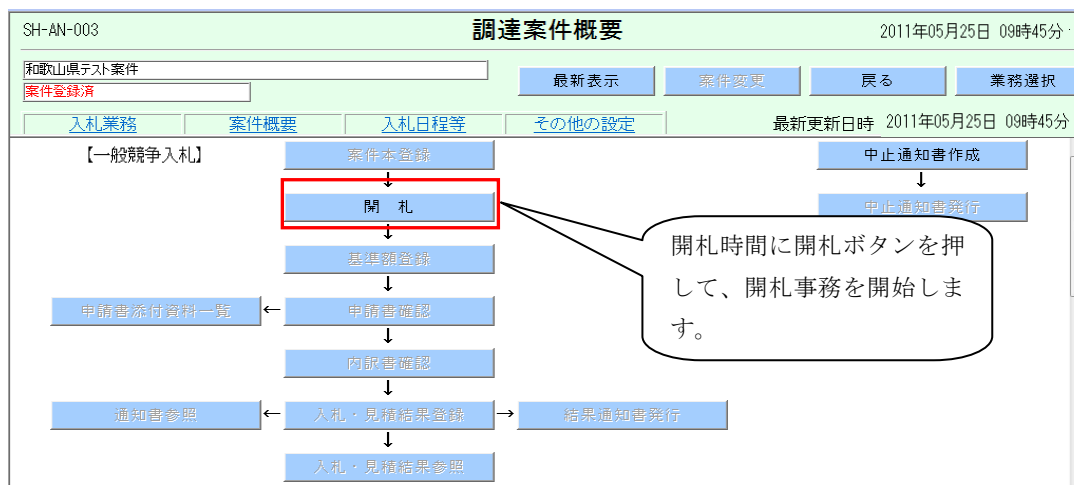 SH-AN-003
調達案件概要
2011年05月25日 09時45分
和歌山県テスト案件
案件登録済
最新表示
案件変更
戻る
業務選択
入札業務
案件概要
入札日程等
その他の設定
最新更新日時 2011年05月25日 09時45分
【一般競争入札】
案件本登録
中止通知書作成
↓
↓
開 札
中止通知書発行
↓
基準額登録
↓
申請書添付資料一覧
←
申請書確認
↓
内訳書確認
↓
通知書参照
←
入札・見積結果登録
→
結果通知書発行
↓
入札・見積結果参照
開札時間に開札ボタンを押
して、開札事務を開始しま
す。